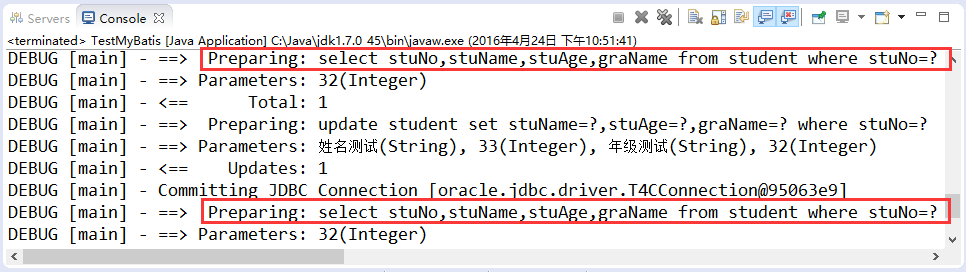 Servers Console
<terminated> TestMyBatis [Java Application] C:\Java\jdk1.7.0_45\bin\javaw.exe (2016年4月24日 下午10:51:41)
DEBUG [main] - ==>  Preparing: select stuNo,stuName,stuAge,graName from student where stuNo=?
DEBUG [main] - ==> Parameters: 32(Integer)
DEBUG [main] - <==      Total: 1
DEBUG [main] - ==>  Preparing: update student set stuName=?,stuAge=?,graName=? where stuNo=?
DEBUG [main] - ==> Parameters: 姓名测试(String), 33(Integer), 年级测试(String), 32(Integer)
DEBUG [main] - <==    Updates: 1
DEBUG [main] - Committing JDBC Connection [oracle.jdbc.driver.T4CConnection@95063e9]
DEBUG [main] - ==>  Preparing: select stuNo,stuName,stuAge,graName from student where stuNo=?
DEBUG [main] - ==> Parameters: 32(Integer)